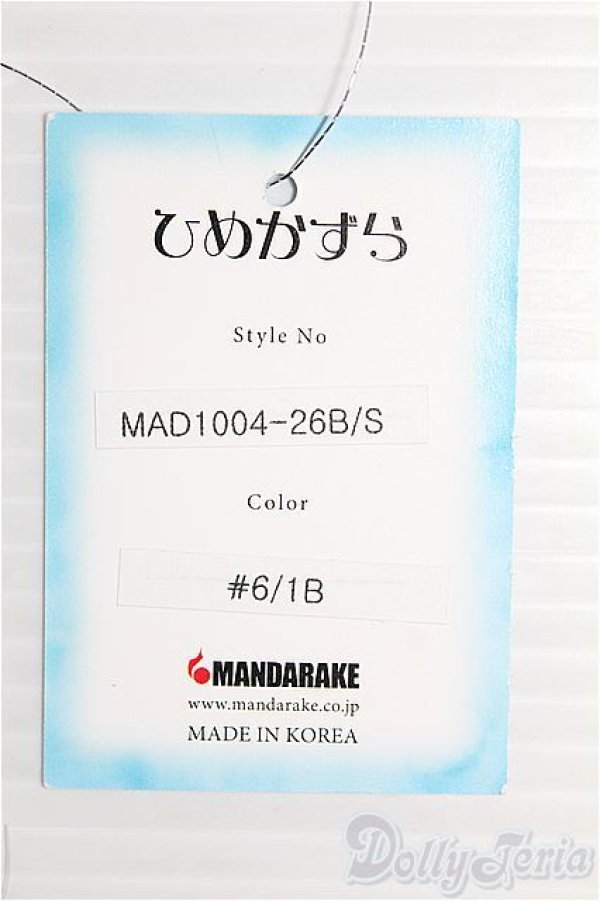 ひめかずら
Style No
MAD1004-26B/S
Color
#6/1B
MANDARAKE
www.mandarake.co.jp
MADE IN KOREA
DollyTeria